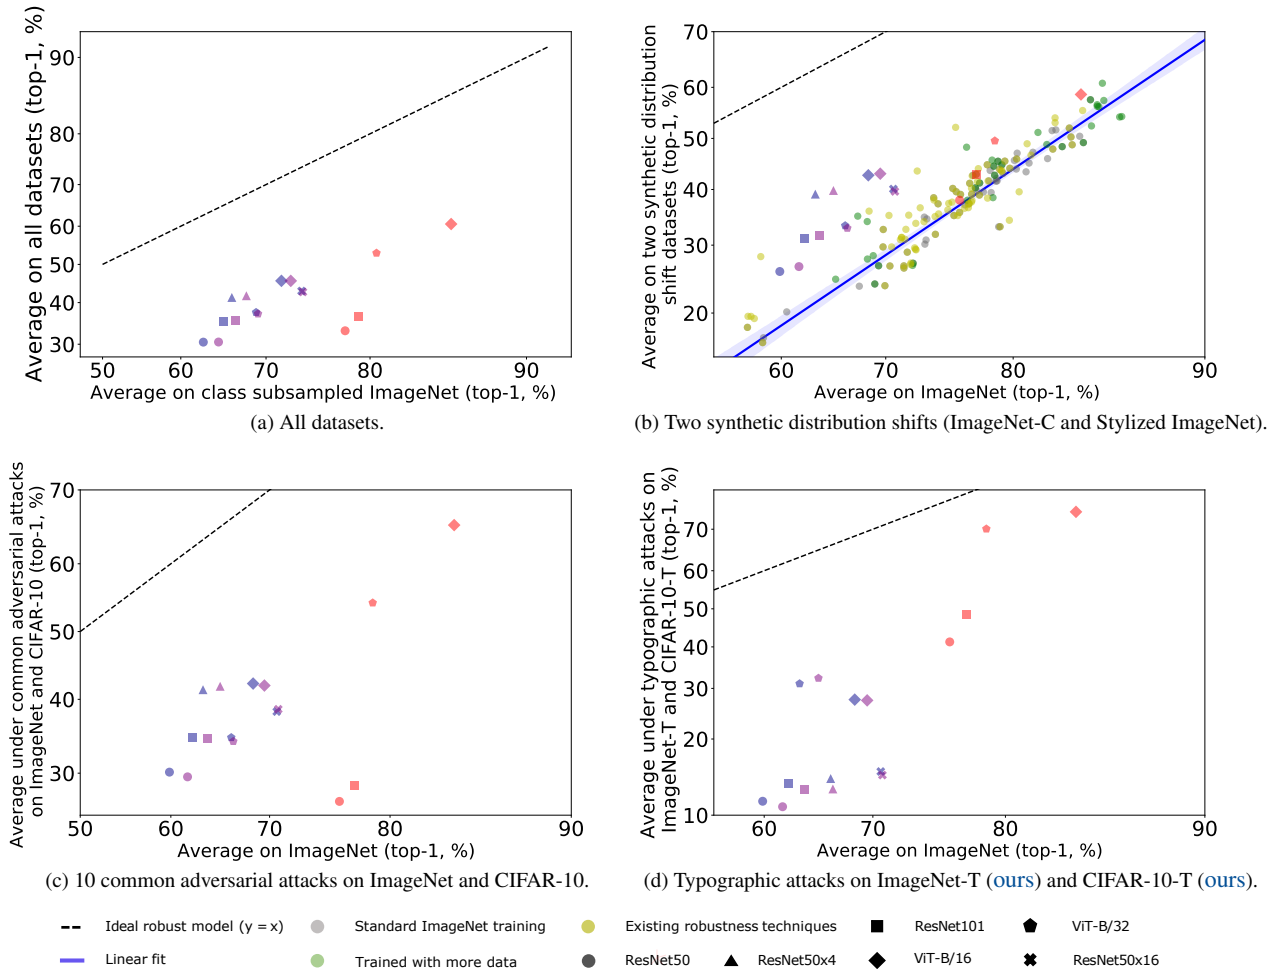 Average on all datasets (top-1, %)
90
80
70
60
50
40
30
50 60 70 80 90
Average on class subsampled ImageNet (top-1, %)
(a) All datasets.
Average on two synthetic distribution
shift datasets (top-1, %)
70
60
50
40
30
20
60 70 80 90
Average on ImageNet (top-1, %)
(b) Two synthetic distribution shifts (ImageNet-C and Stylized ImageNet).
Average under common adversarial attacks
on ImageNet and CIFAR-10 (top-1, %)
70
60
50
40
30
50 60 70 80 90
Average on ImageNet (top-1, %)
(c) 10 common adversarial attacks on ImageNet and CIFAR-10.
Average under typographic attacks on
ImageNet-T and CIFAR-10-T (top-1, %)
70
60
50
40
30
20
10
60 70 80 90
Average on ImageNet (top-1, %)
(d) Typographic attacks on ImageNet-T (ours) and CIFAR-10-T (ours).
Ideal robust model (y = x) Standard ImageNet training Existing robustness techniques ResNet101 ViT-B/32
Linear fit Trained with more data ResNet50 ResNet50x4 ViT-B/16 ResNet50x16